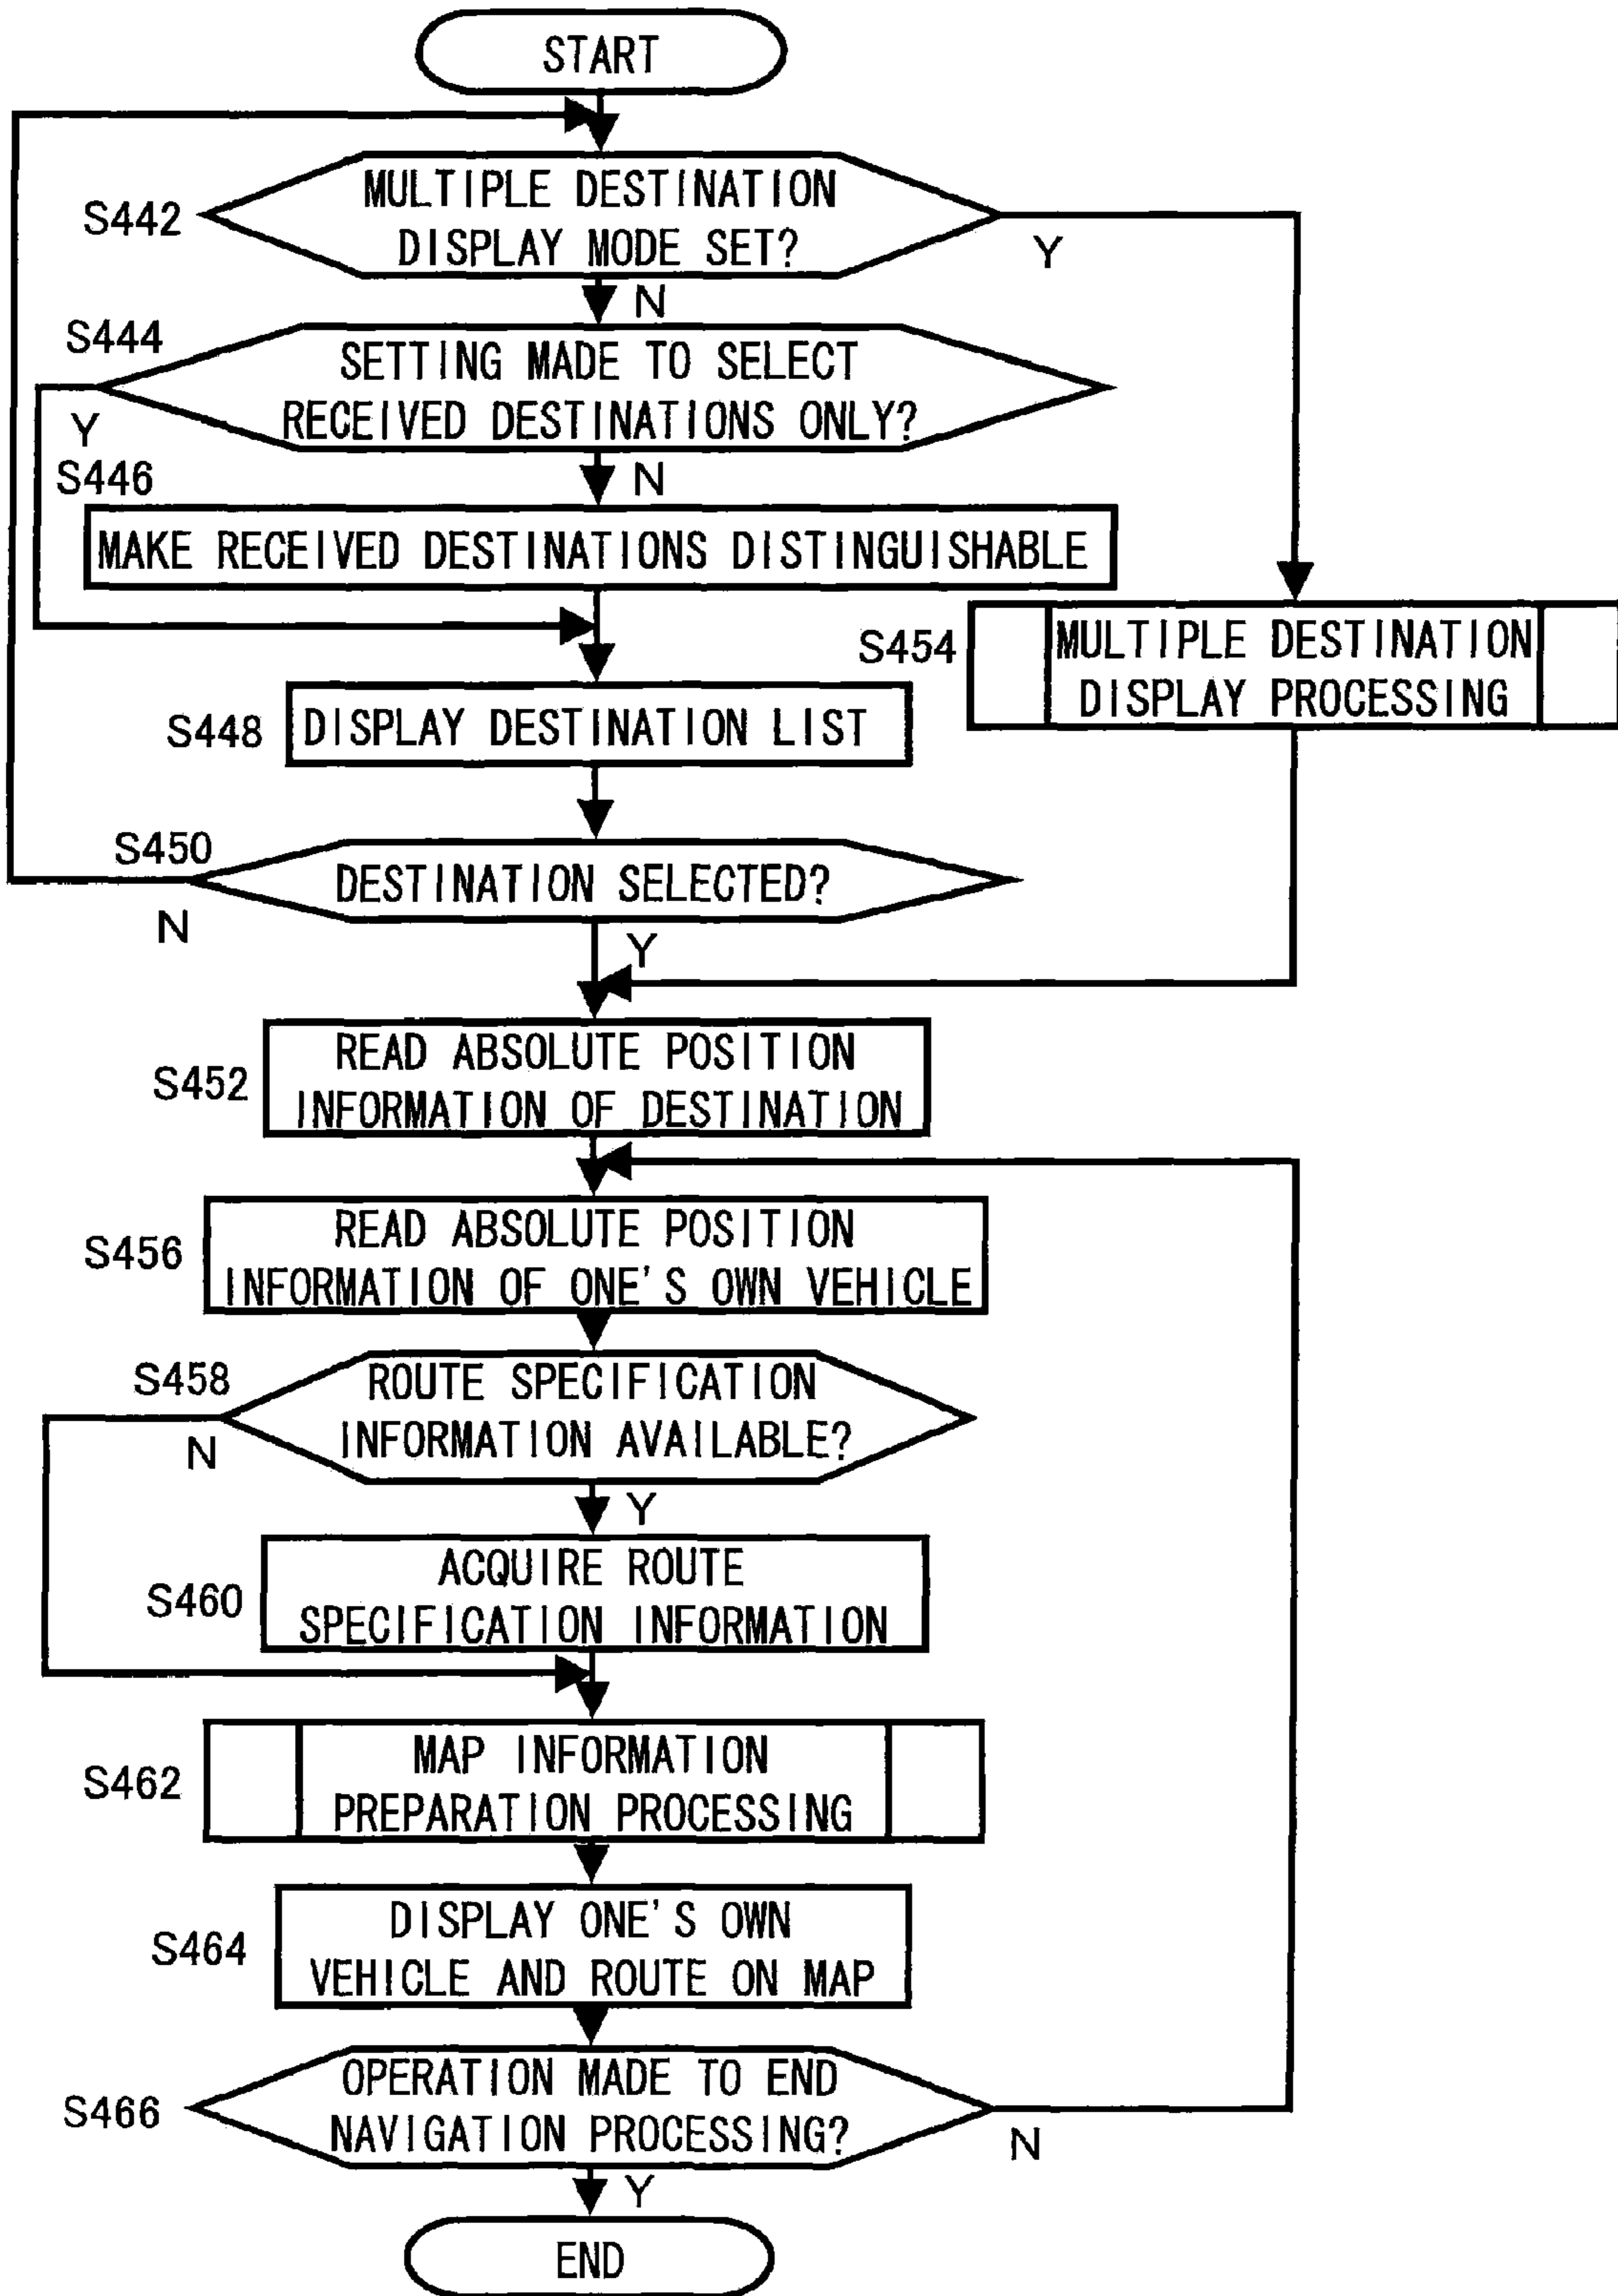 START
S442
MULTIPLE DESTINATION
DISPLAY MODE SET?
Y
N
S444
SETTING MADE TO SELECT
RECEIVED DESTINATIONS ONLY?
Y
N
S446
MAKE RECEIVED DESTINATIONS DISTINGUISHABLE
S454
MULTIPLE DESTINATION
DISPLAY PROCESSING
S448
DISPLAY DESTINATION LIST
S450
DESTINATION SELECTED?
N
Y
S452
READ ABSOLUTE POSITION
INFORMATION OF DESTINATION
S456
READ ABSOLUTE POSITION
INFORMATION OF ONE'S OWN VEHICLE
S458
ROUTE SPECIFICATION
INFORMATION AVAILABLE?
N
Y
S460
ACQUIRE ROUTE
SPECIFICATION INFORMATION
S462
MAP INFORMATION
PREPARATION PROCESSING
S464
DISPLAY ONE'S OWN
VEHICLE AND ROUTE ON MAP
S466
OPERATION MADE TO END
NAVIGATION PROCESSING?
N
Y
END